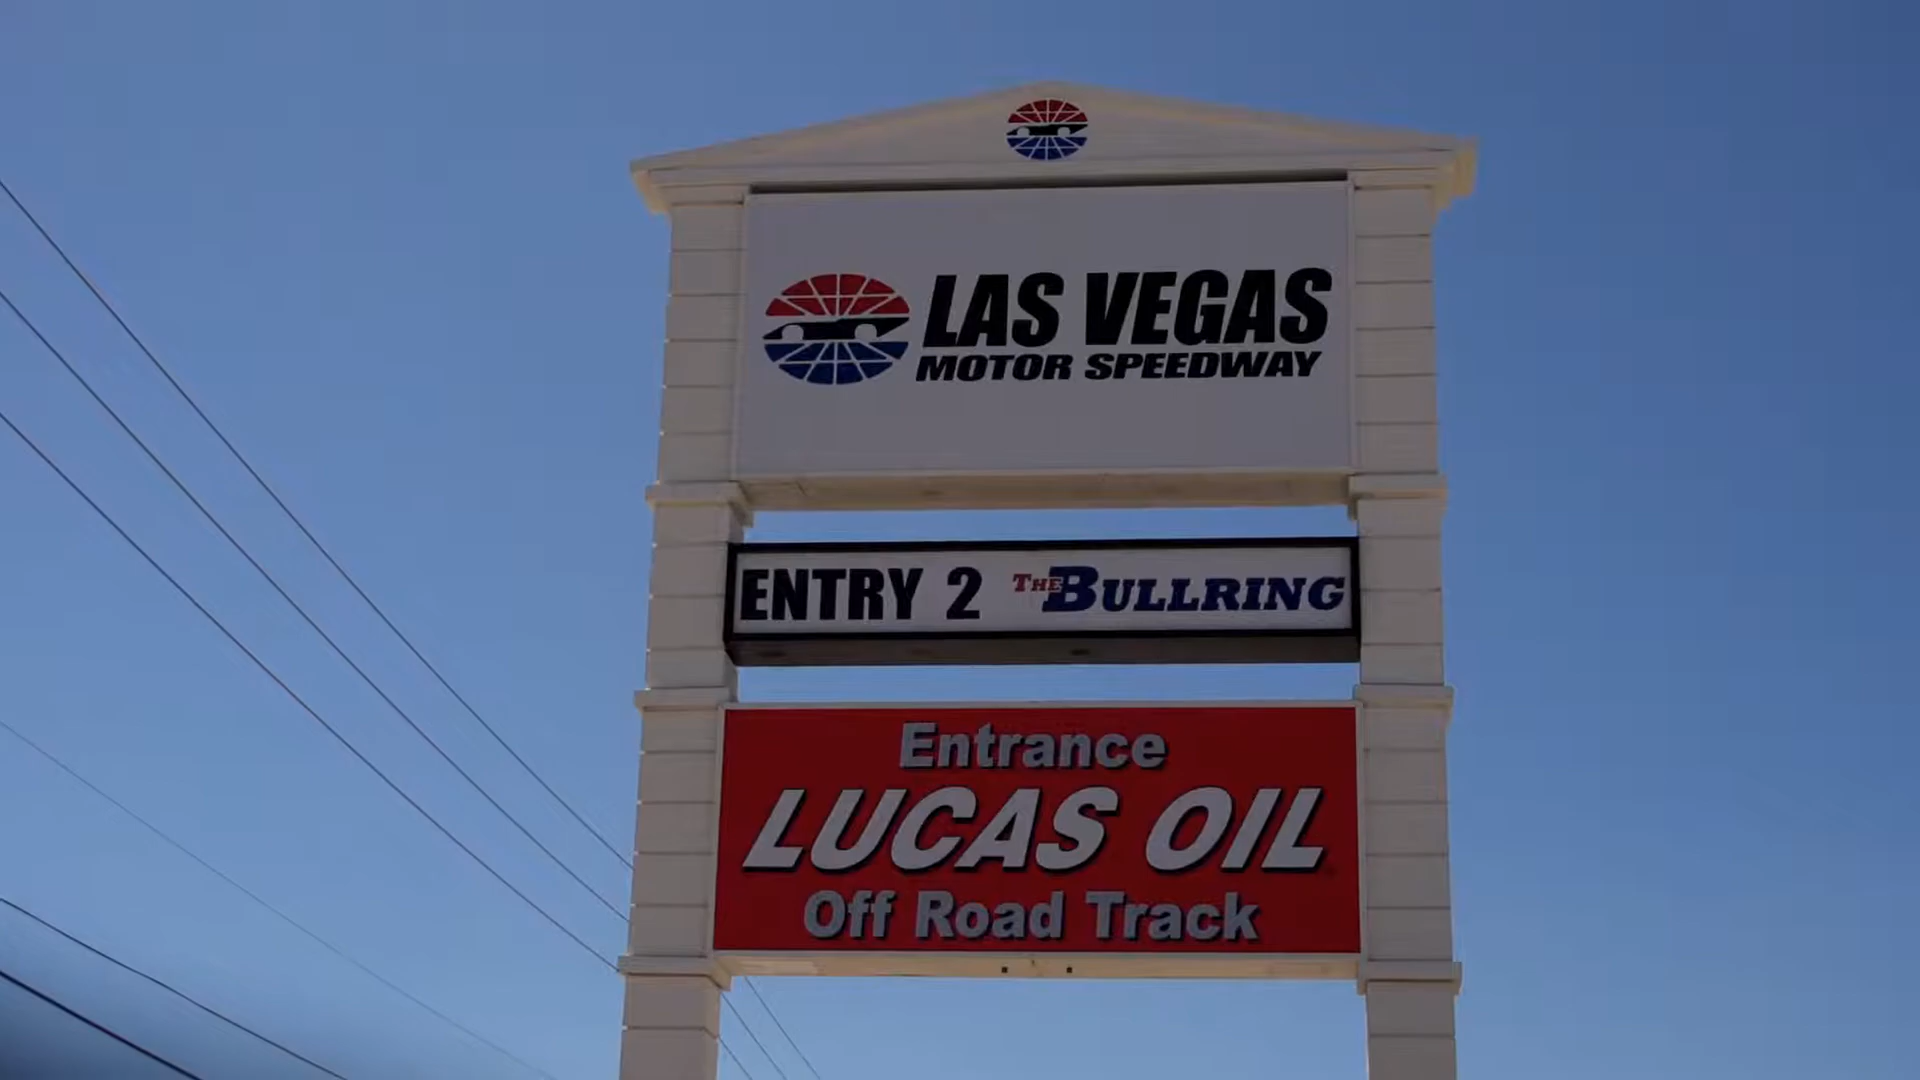 LAS VEGAS
MOTOR SPEEDWAY
ENTRY 2 THE BULLRING
Entrance
LUCAS OIL
Off Road Track